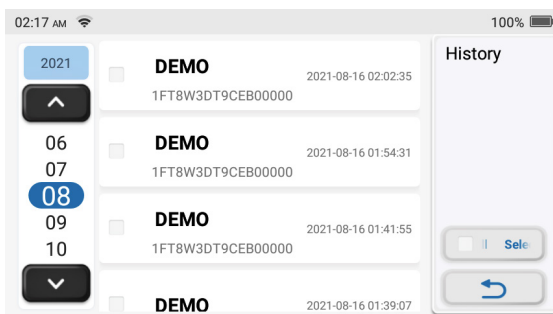 02:17 AM
100%
2021
06
07
08
09
10
DEMO
2021-08-16 02:02:35
1FT8W3DT9CEB00000
DEMO
2021-08-16 01:54:31
1FT8W3DT9CEB00000
DEMO
2021-08-16 01:41:55
1FT8W3DT9CEB00000
DEMO
2021-08-16 01:39:07
History